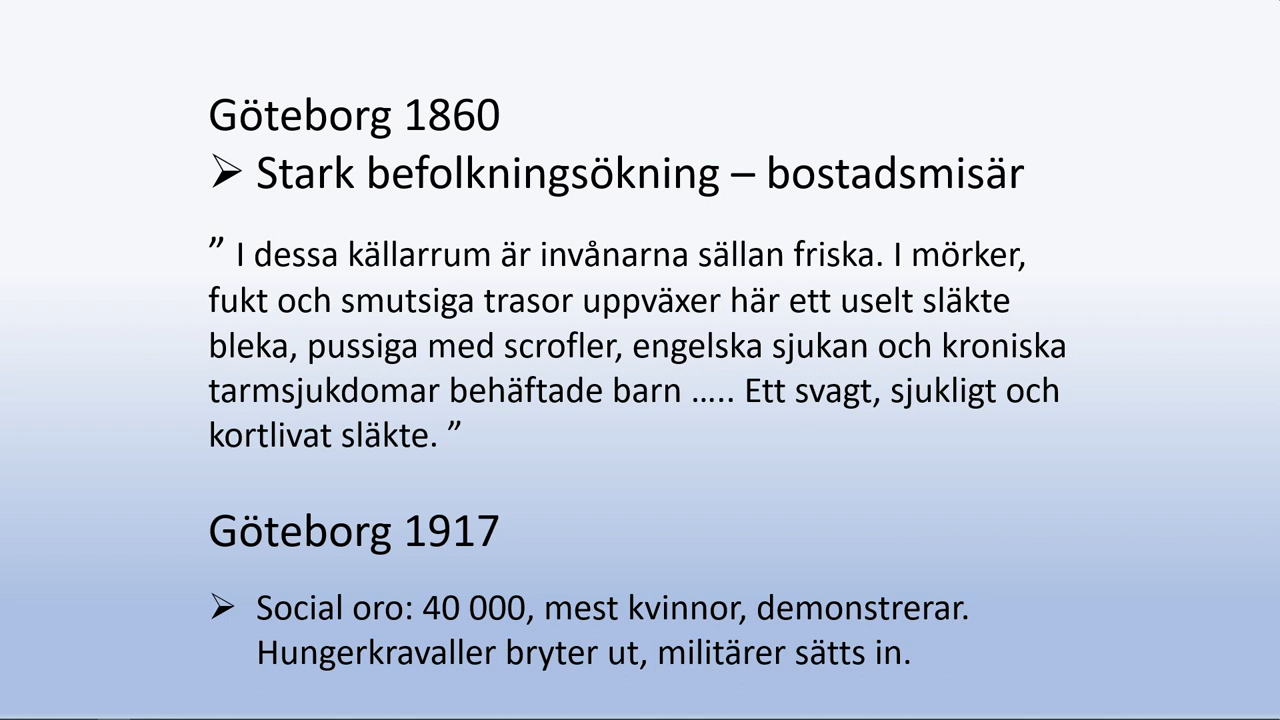 Göteborg 1860
➢ Stark befolkningsökning – bostadsmisär
” I dessa källarrum är invånarna sällan friska. I mörker,
fukt och smutsiga trasor uppväxer här ett uselt släkte
bleka, pussiga med scrofler, engelska sjukan och kroniska
tarmsjukdomar behäftade barn ….. Ett svagt, sjukligt och
kortlivat släkte. ”
Göteborg 1917
➢ Social oro: 40 000, mest kvinnor, demonstrerar.
Hungerkravaller bryter ut, militärer sätts in.